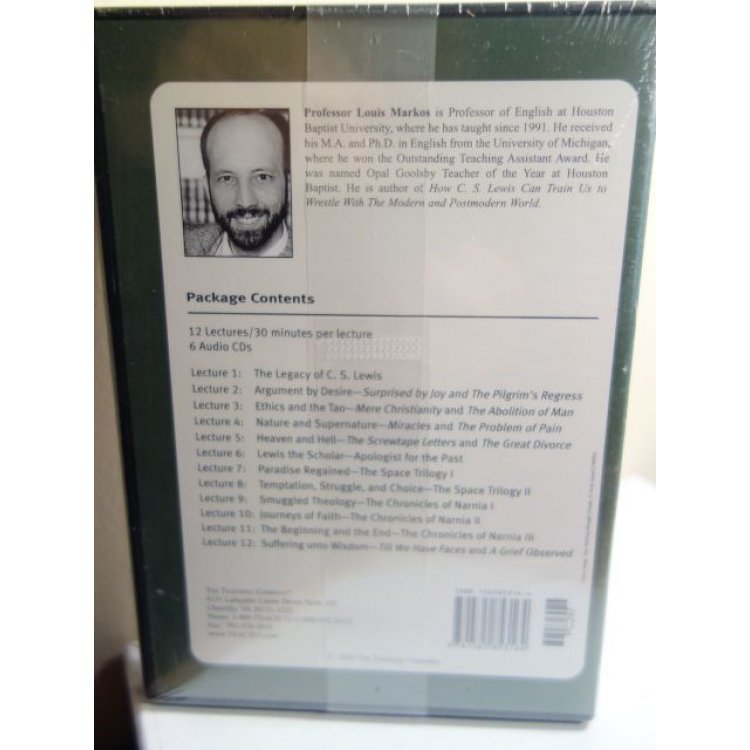 Professor Louis Markos is Professor of English at Houston
Baptist University, where he has taught since 1991. He received
his M.A. and Ph.D. in English from the University of Michigan,
where he won the Outstanding Teaching Assistant Award. He
was named Opal Goolsby Teacher of the Year at Houston
Baptist. He is author of How C. S. Lewis Can Train Us to
Wrestle With The Modern and Postmodern World.
Package Contents
12 Lectures/30 minutes per lecture
6 Audio CDs
Lecture 1: The Legacy of C. S. Lewis
Lecture 2: Argument by Desire—Surprised by Joy and The Pilgrim's Regress
Lecture 3: Ethics and the Tao—Mere Christianity and The Abolition of Man
Lecture 4: Nature and Supernature—Miracles and The Problem of Pain
Lecture 5: Heaven and Hell—The Screwtape Letters and The Great Divorce
Lecture 6: Lewis the Scholar—Apologist for the Past
Lecture 7: Paradise Regained—The Space Trilogy I
Lecture 8: Temptation, Struggle, and Choice—The Space Trilogy II
Lecture 9: Smuggled Theology—The Chronicles of Narnia I
Lecture 10: Journeys of Faith—The Chronicles of Narnia II
Lecture 11: The Beginning and the End—The Chronicles of Narnia III
Lecture 12: Suffering unto Wisdom—Till We Have Faces and A Grief Observed
The Teaching Company
ISBN
The Teaching Company